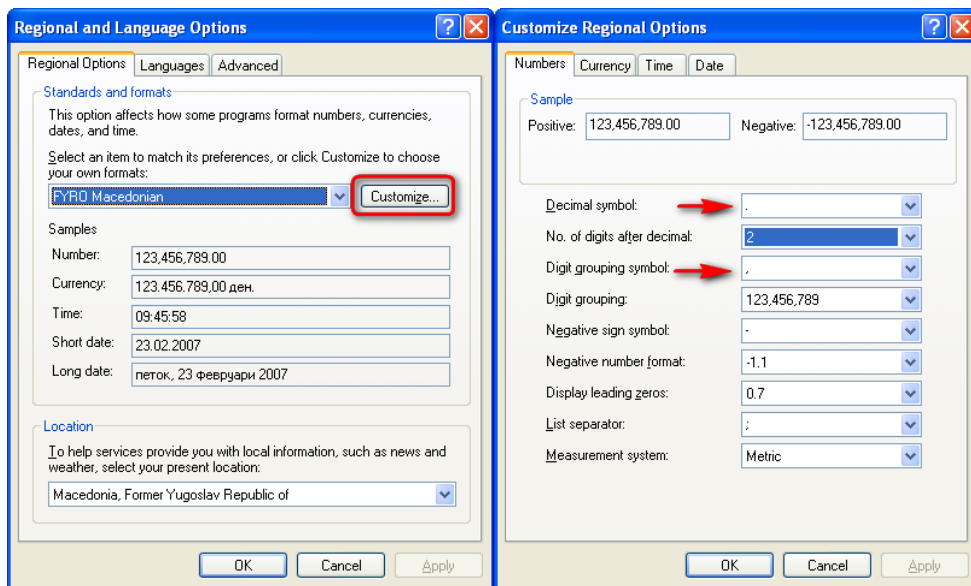 Regional and Language Options
Regional Options Languages Advanced
Standards and formats
This option affects how some programs format numbers, currencies,
dates, and time.
Select an item to match its preferences, or click Customize to choose
your own formats:
FYRO Macedonian Customize...
Samples
Number: 123,456,789.00
Currency: 123.456.789,00 ден.
Time: 09:45:58
Short date: 23.02.2007
Long date: петок, 23 февруари 2007
Location
To help services provide you with local information, such as news and
weather, select your present location:
Macedonia, Former Yugoslav Republic of
OK Cancel Apply
Customize Regional Options
Numbers Currency Time Date
Sample
Positive: 123,456,789.00 Negative: -123,456,789.00
Decimal symbol: .
No. of digits after decimal: 2
Digit grouping symbol: ,
Digit grouping: 123,456,789
Negative sign symbol: -
Negative number format: -1.1
Display leading zeros: 0.7
List separator: ;
Measurement system: Metric
OK Cancel Apply